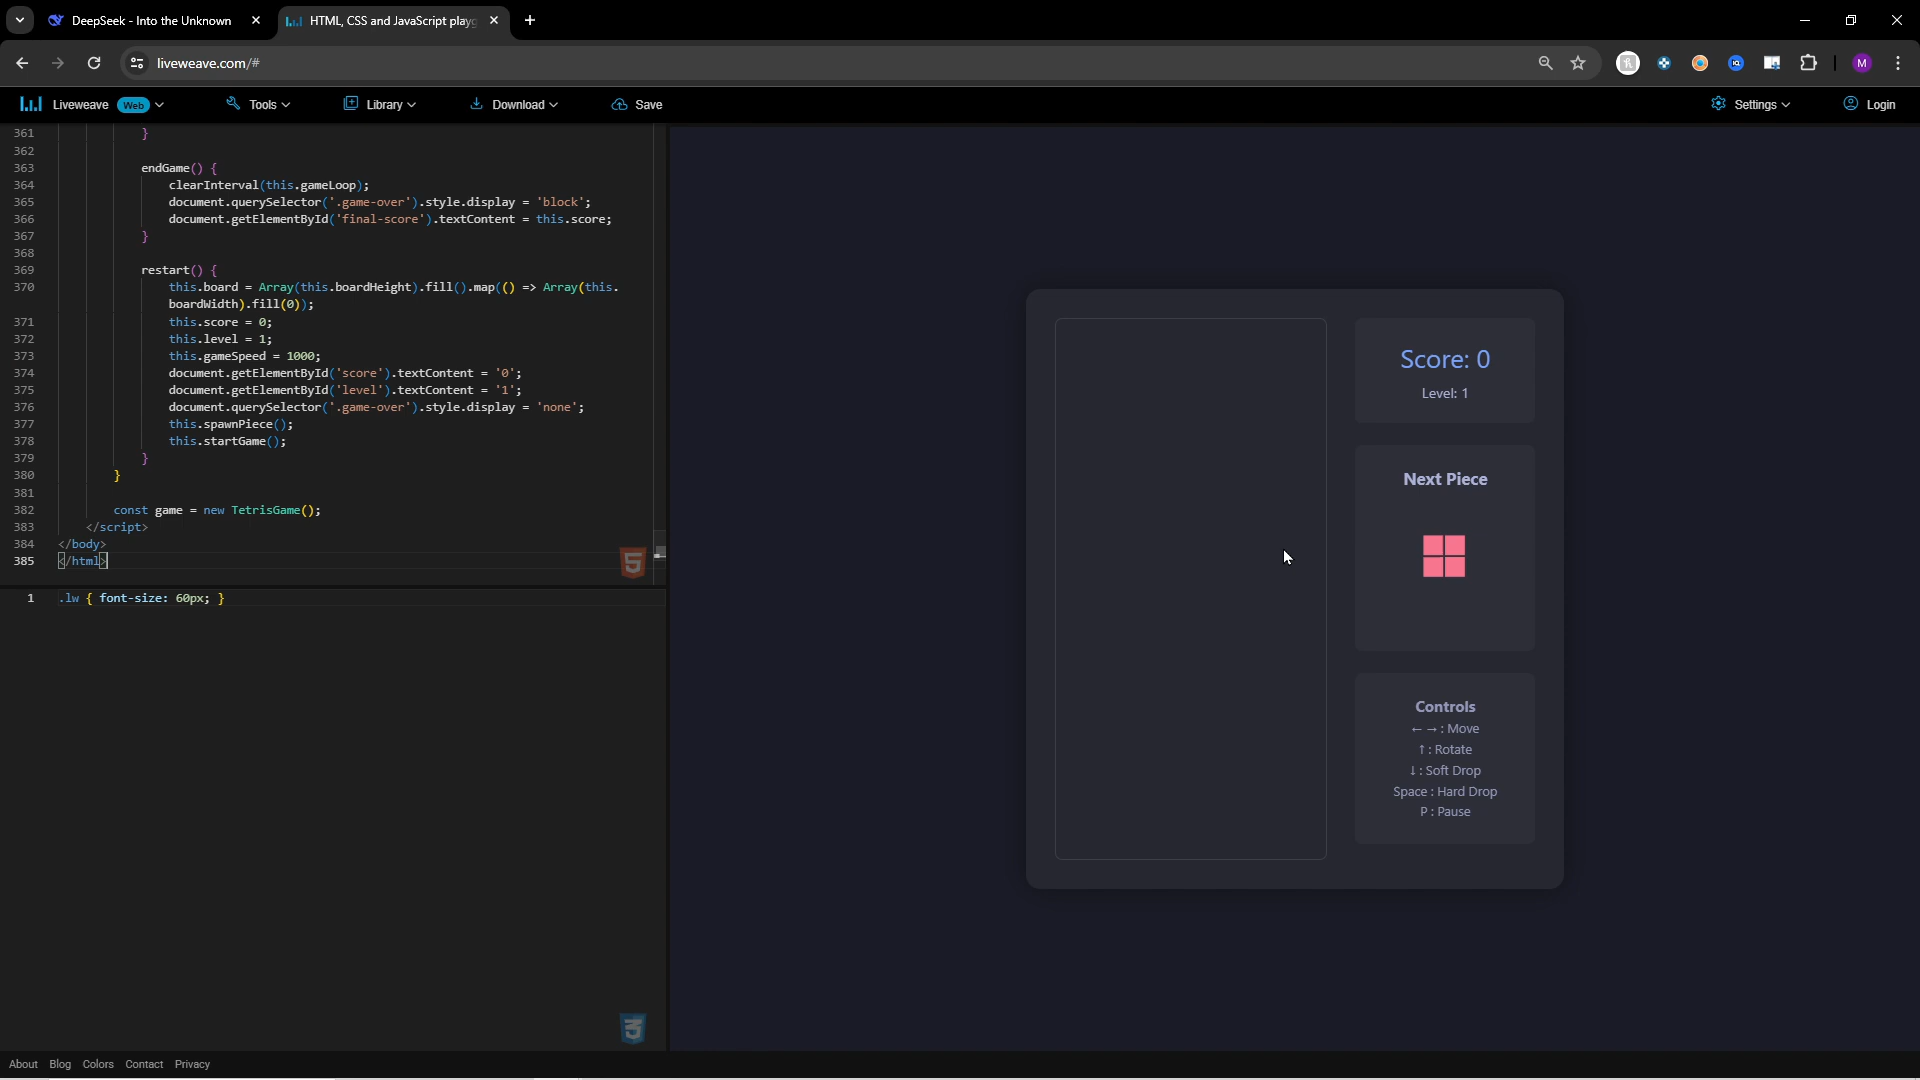 DeepSeek - Into the Unknown
HTML, CSS and JavaScript play
liveweave.com/#
M
Liveweave Web
Tools
Library
Download
Save
Settings
Login
361 }
362
363 endGame() {
364 clearInterval(this.gameLoop);
365 document.querySelector('.game-over').style.display = 'block';
366 document.getElementById('final-score').textContent = this.score;
367 }
368
369 restart() {
370 this.board = Array(this.boardHeight).fill().map(() => Array(this.
boardWidth).fill(0));
371 this.score = 0;
372 this.level = 1;
373 this.gameSpeed = 1000;
374 document.getElementById('score').textContent = '0';
375 document.getElementById('level').textContent = '1';
376 document.querySelector('.game-over').style.display = 'none';
377 this.spawnPiece();
378 this.startGame();
379 }
380 }
381
382 const game = new TetrisGame();
383 </script>
384 </body>
385 </html>
5
1 .lw { font-size: 60px; }
3
Score: 0
Level: 1
Next Piece
Controls
← → : Move
↑ : Rotate
↓ : Soft Drop
Space : Hard Drop
P : Pause
About Blog Colors Contact Privacy